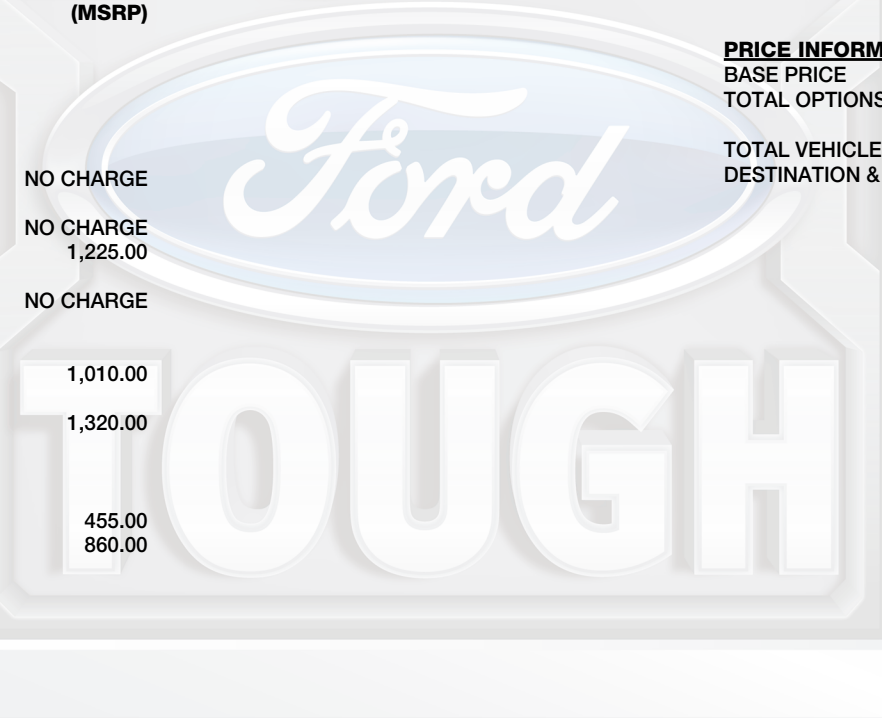 (MSRP)
NO CHARGE
NO CHARGE
1,225.00
NO CHARGE
1,010.00
1,320.00
455.00
860.00
PRICE INFORM
BASE PRICE
TOTAL OPTIONS
TOTAL VEHICLE
DESTINATION &
Ford
TOUGH